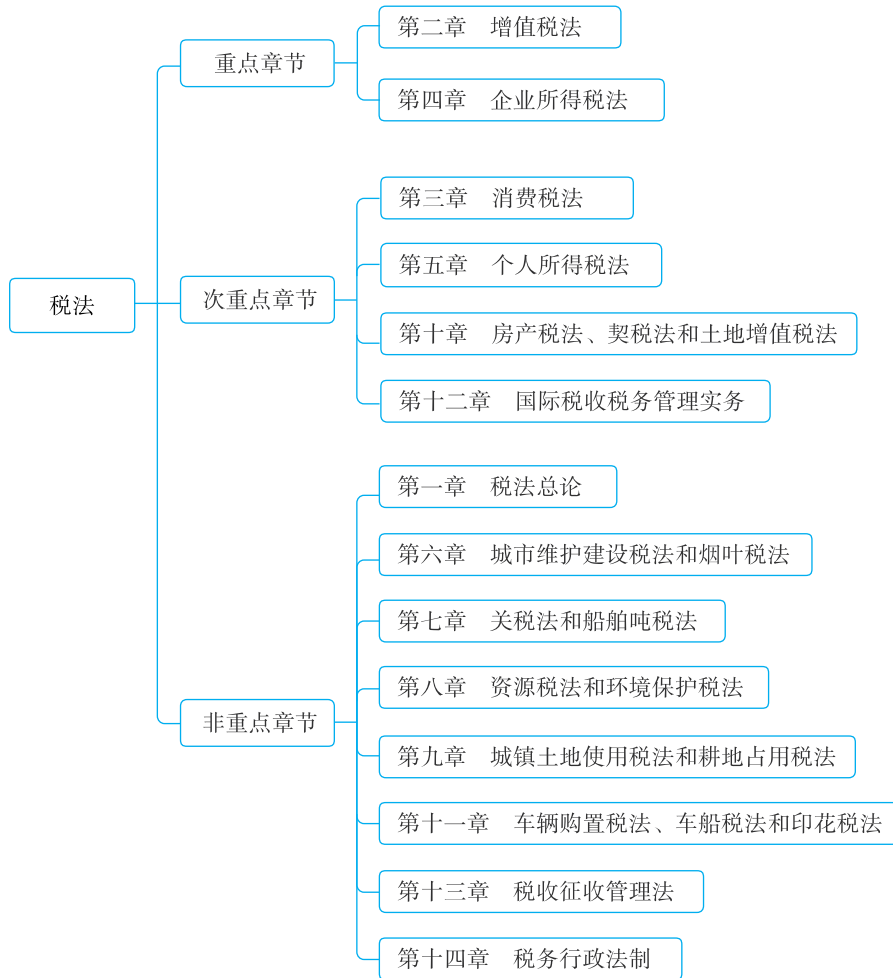 税法
重点章节
第二章　增值税法
第四章　企业所得税法
次重点章节
第三章　消费税法
第五章　个人所得税法
第十章　房产税法、契税法和土地增值税法
第十二章　国际税收税务管理实务
非重点章节
第一章　税法总论
第六章　城市维护建设税法和烟叶税法
第七章　关税法和船舶吨税法
第八章　资源税法和环境保护税法
第九章　城镇土地使用税法和耕地占用税法
第十一章　车辆购置税法、车船税法和印花税法
第十三章　税收征收管理法
第十四章　税务行政法制